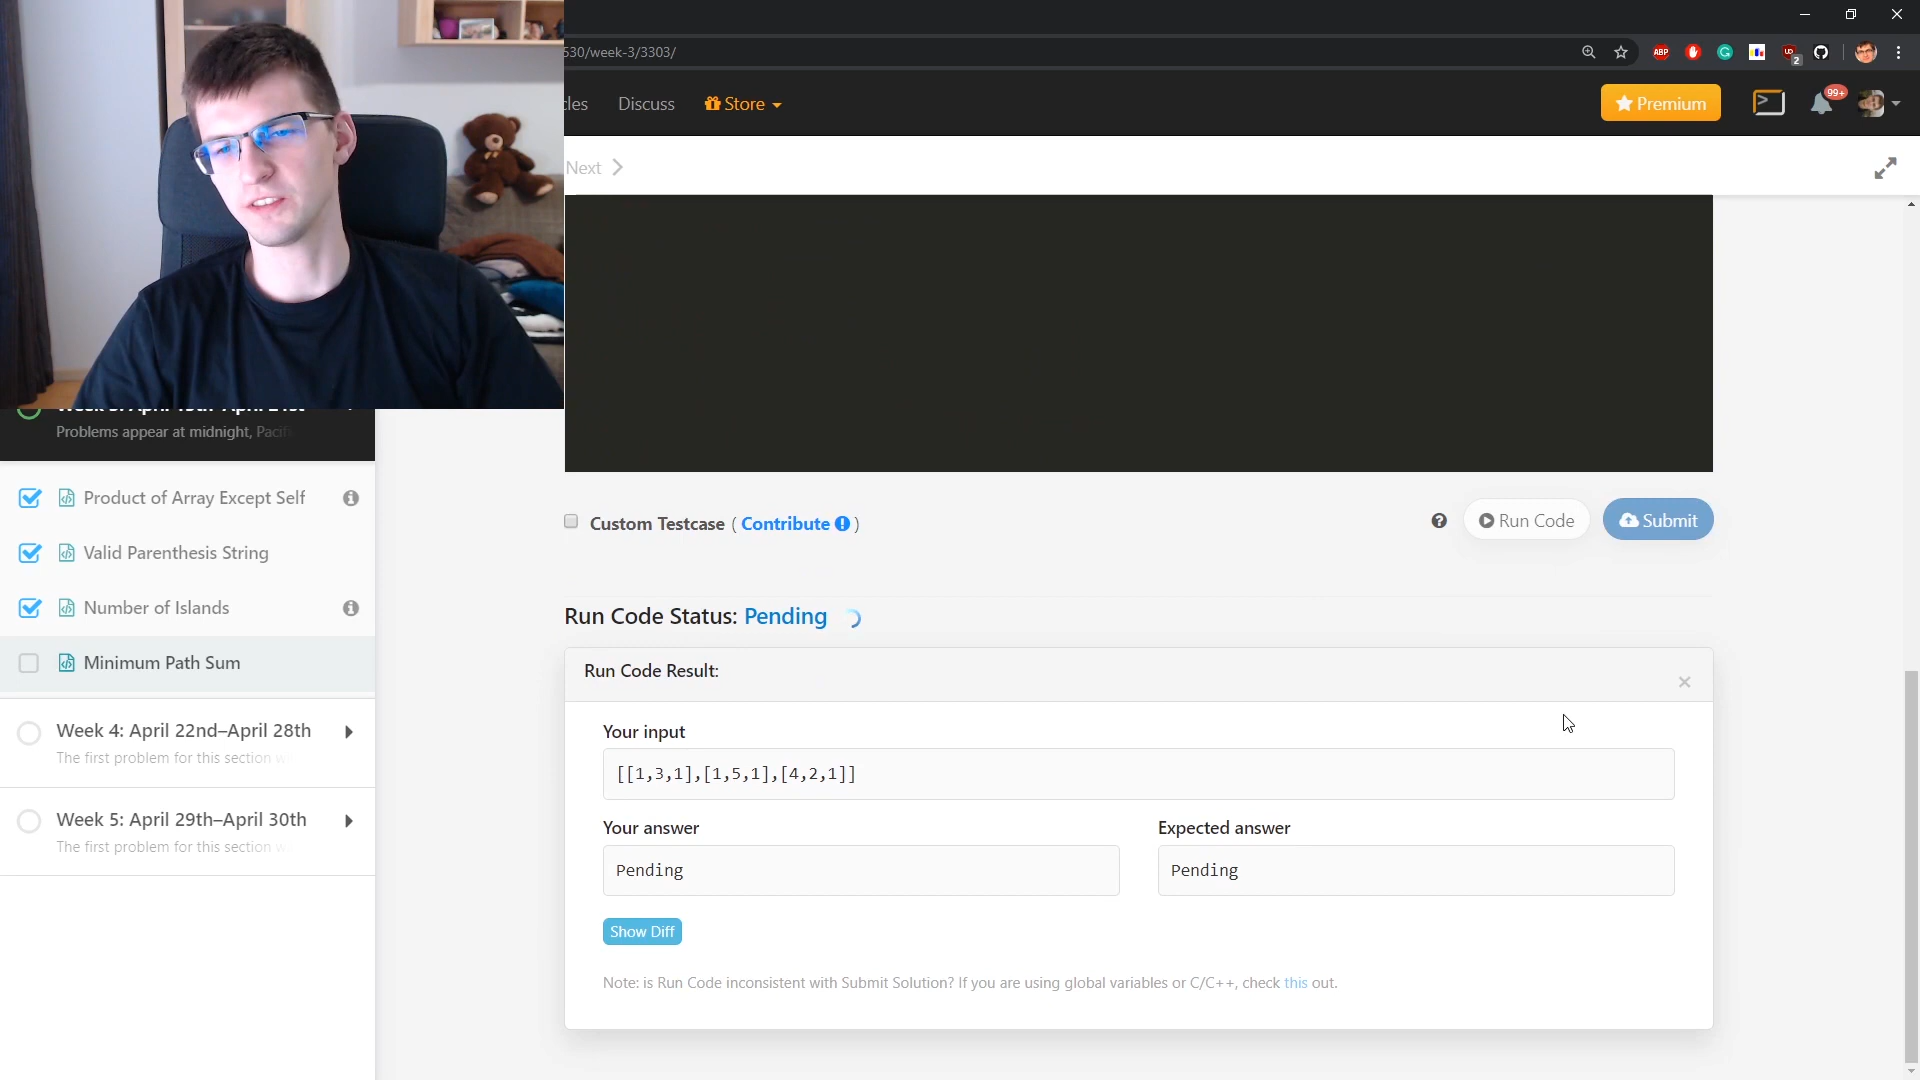 530/week-3/3303/
ABP
2
cles
Discuss
Store
Premium
99+
Next
Problems appear at midnight, Pacifi
Product of Array Except Self
Valid Parenthesis String
Number of Islands
Minimum Path Sum
Week 4: April 22nd–April 28th
The first problem for this section w
Week 5: April 29th–April 30th
The first problem for this section w
Custom Testcase ( Contribute )
Run Code
Submit
Run Code Status: Pending
Run Code Result:
Your input
[[1,3,1],[1,5,1],[4,2,1]]
Your answer
Expected answer
Pending
Pending
Show Diff
Note: is Run Code inconsistent with Submit Solution? If you are using global variables or C/C++, check this out.